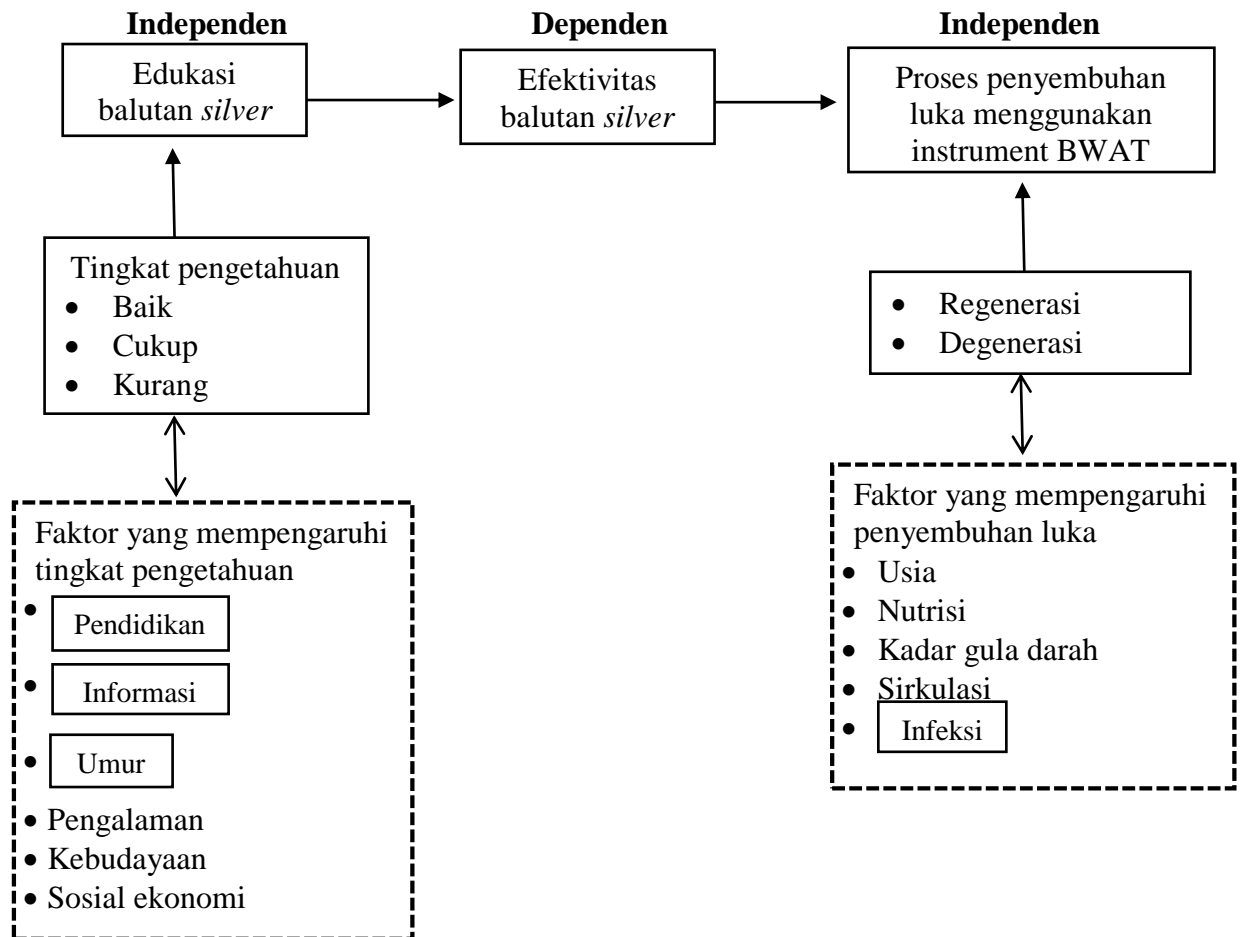 Independen
Dependen
Independen
Edukasi
balutan silver
Efektivitas
balutan silver
Proses penyembuhan
luka menggunakan
instrument BWAT
Tingkat pengetahuan
• Baik
• Cukup
• Kurang
• Regenerasi
• Degenerasi
Faktor yang mempengaruhi
tingkat pengetahuan
• Pendidikan
• Informasi
• Umur
• Pengalaman
• Kebudayaan
• Sosial ekonomi
Faktor yang mempengaruhi
penyembuhan luka
• Usia
• Nutrisi
• Kadar gula darah
• Sirkulasi
• Infeksi